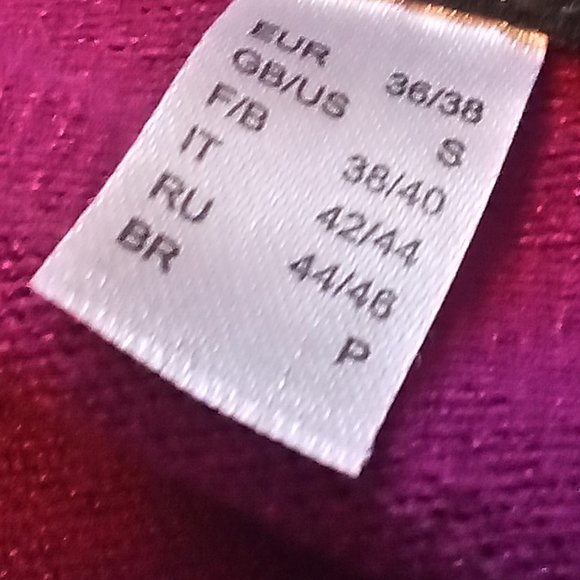 EUR 36/38
GB/US S
F/B 38/40
IT 42/44
RU 44/46
BR P